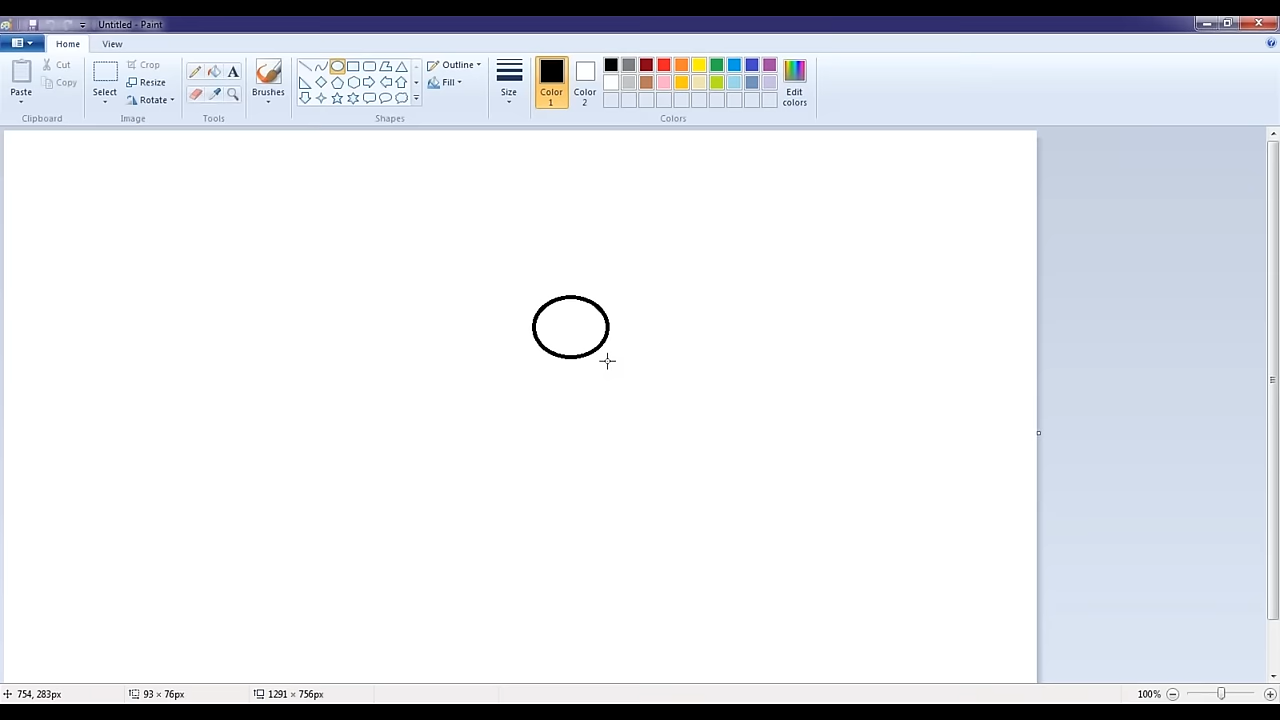 Untitled - Paint
Home View
Paste Cut Copy
Select Crop Resize Rotate
A
Brushes
Outline Fill
Size
Color 1
Color 2
Edit colors
Clipboard Image Tools Shapes Colors
754, 283px 93 × 76px 1291 × 756px 100%